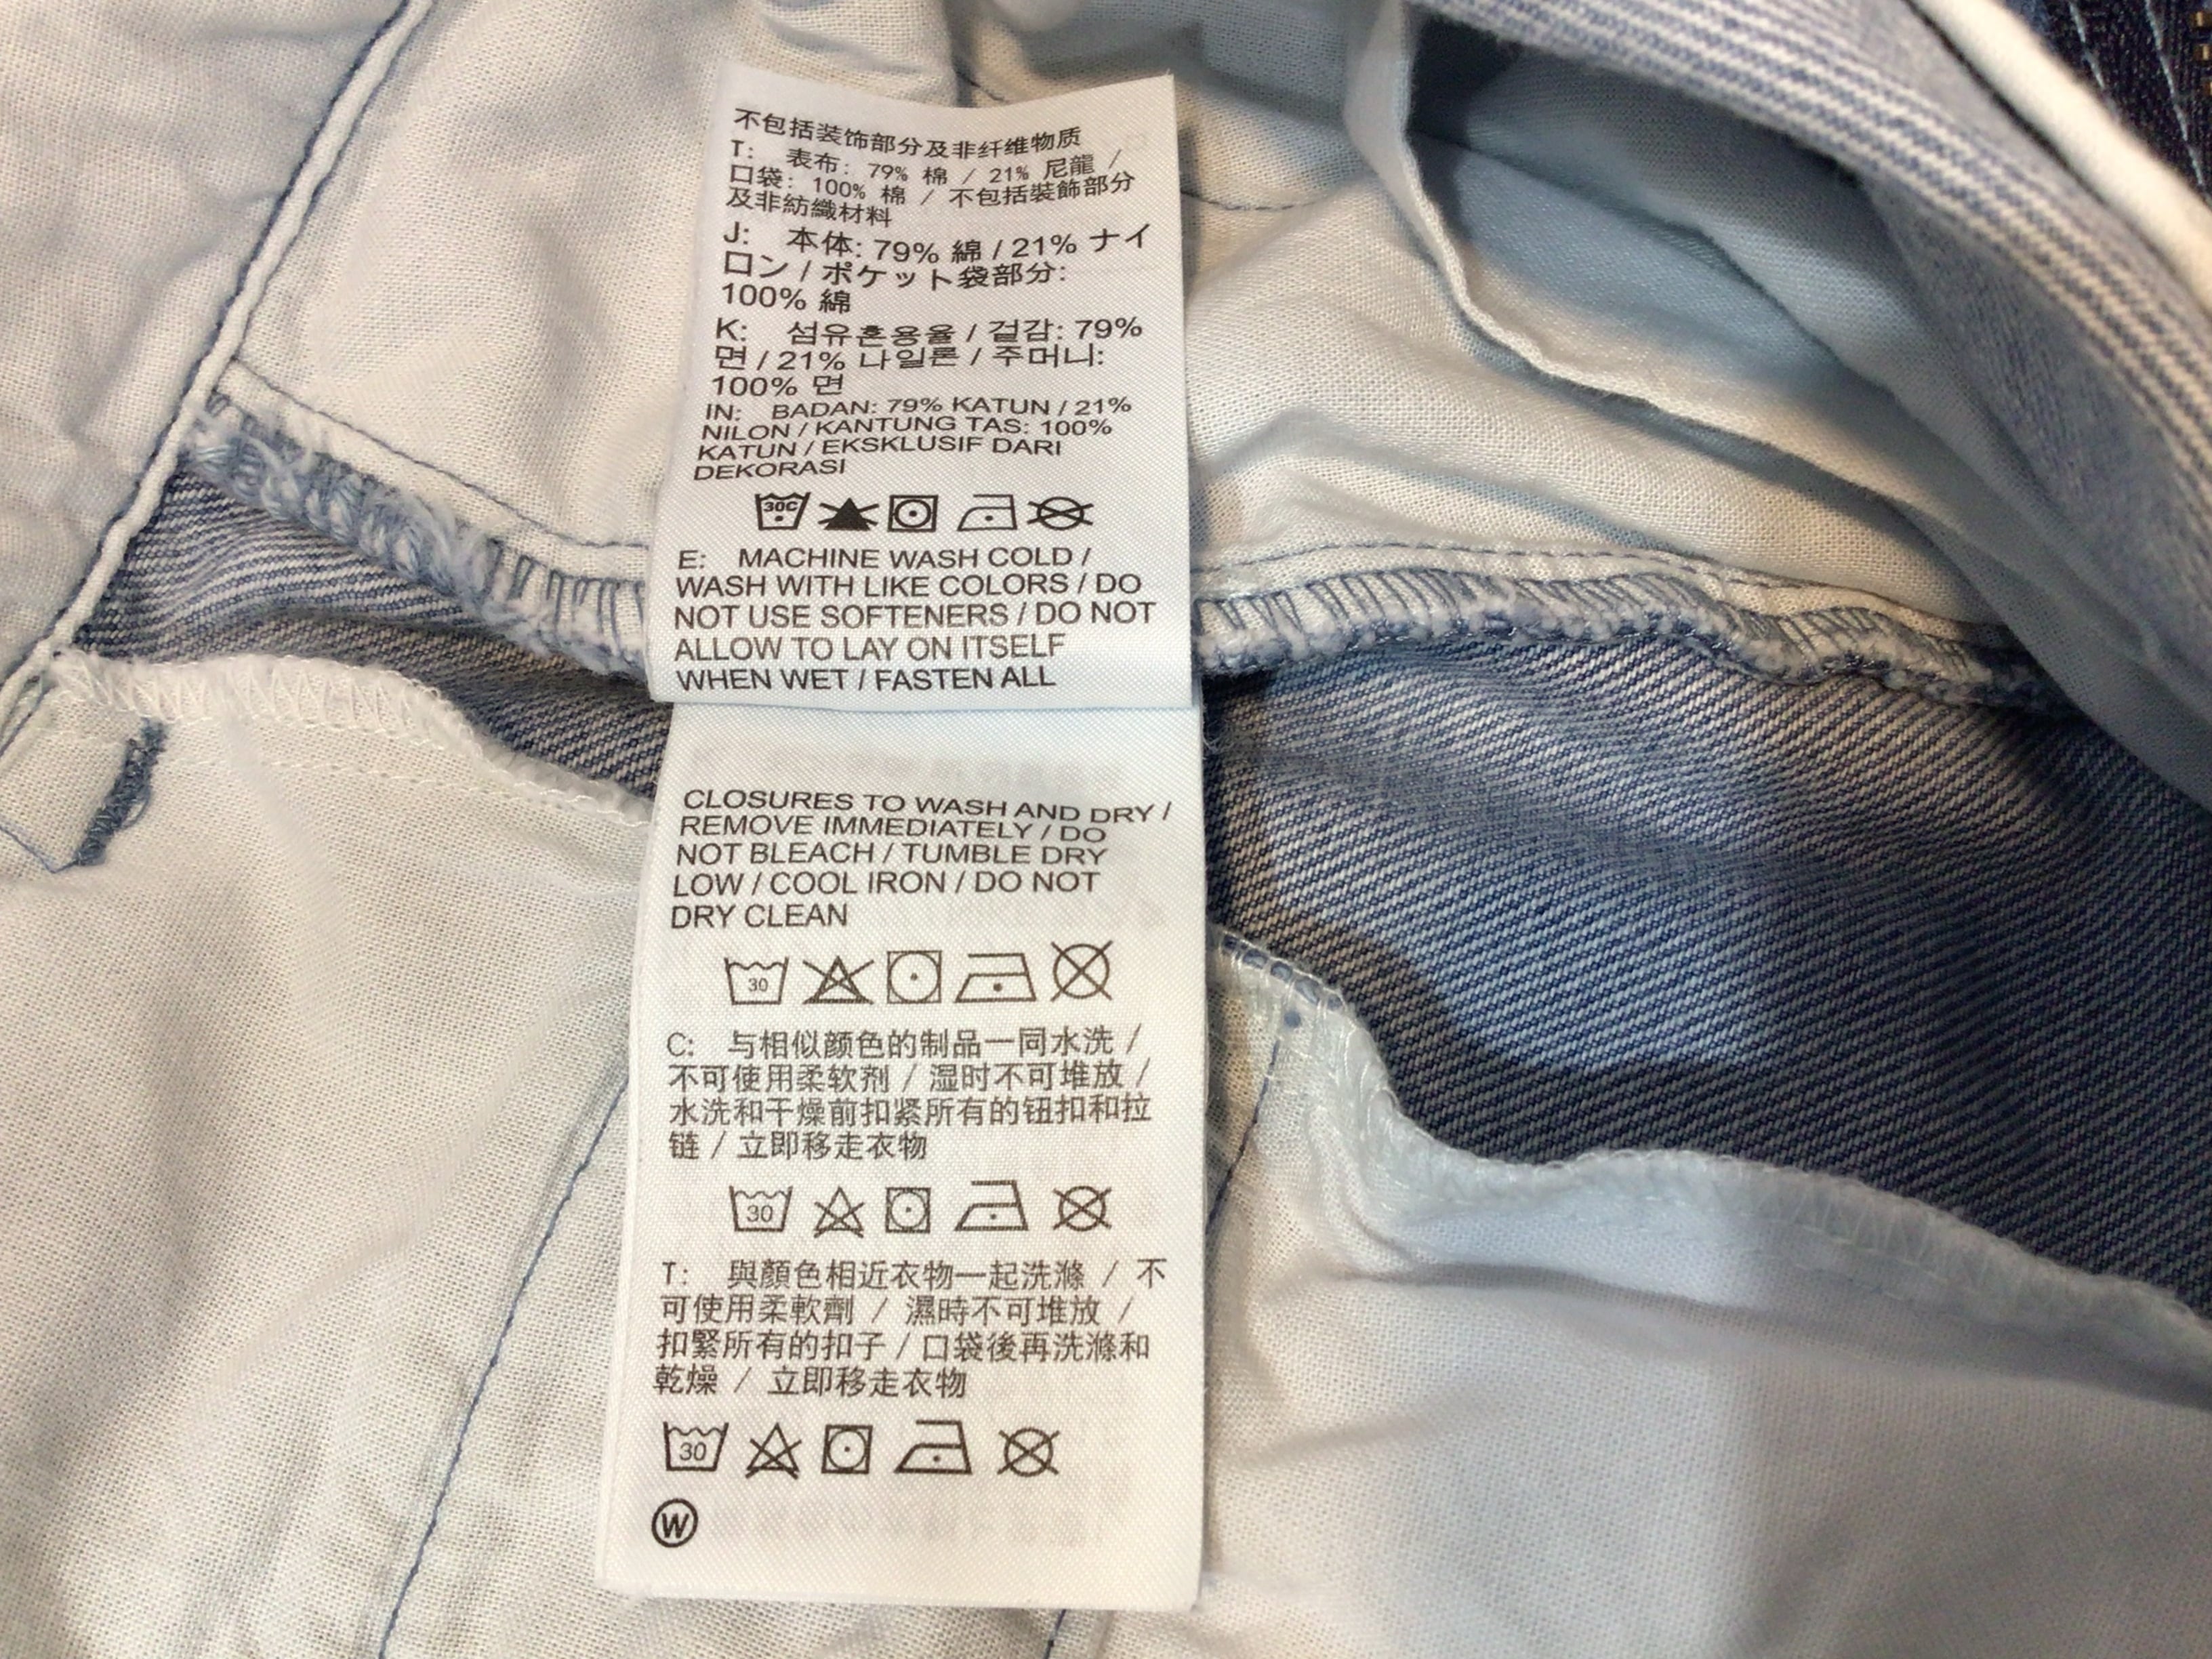 不包括装饰部分及非纤维物质
T: 表布: 79% 棉 / 21% 尼龍 /
口袋: 100% 棉 / 不包括裝飾部分
及非紡織材料
J: 本体: 79% 綿 / 21% ナイ
ロン / ポケット袋部分:
100% 綿
K: 섬유혼용율 / 겉감: 79%
면 / 21% 나일론 / 주머니:
100% 면
IN: BADAN: 79% KATUN / 21%
NILON / KANTUNG TAS: 100%
KATUN / EKSKLUSIF DARI
DEKORASI
30C
E: MACHINE WASH COLD /
WASH WITH LIKE COLORS / DO
NOT USE SOFTENERS / DO NOT
ALLOW TO LAY ON ITSELF
WHEN WET / FASTEN ALL
CLOSURES TO WASH AND DRY /
REMOVE IMMEDIATELY / DO
NOT BLEACH / TUMBLE DRY
LOW / COOL IRON / DO NOT
DRY CLEAN
30
C: 与相似颜色的制品一同水洗 /
不可使用柔软剂 / 湿时不可堆放 /
水洗和干燥前扣紧所有的钮扣和拉
链 / 立即移走衣物
30
T: 與顏色相近衣物一起洗滌 / 不
可使用柔軟劑 / 濕時不可堆放 /
扣緊所有的扣子 / 口袋後再洗滌和
乾燥 / 立即移走衣物
30
W